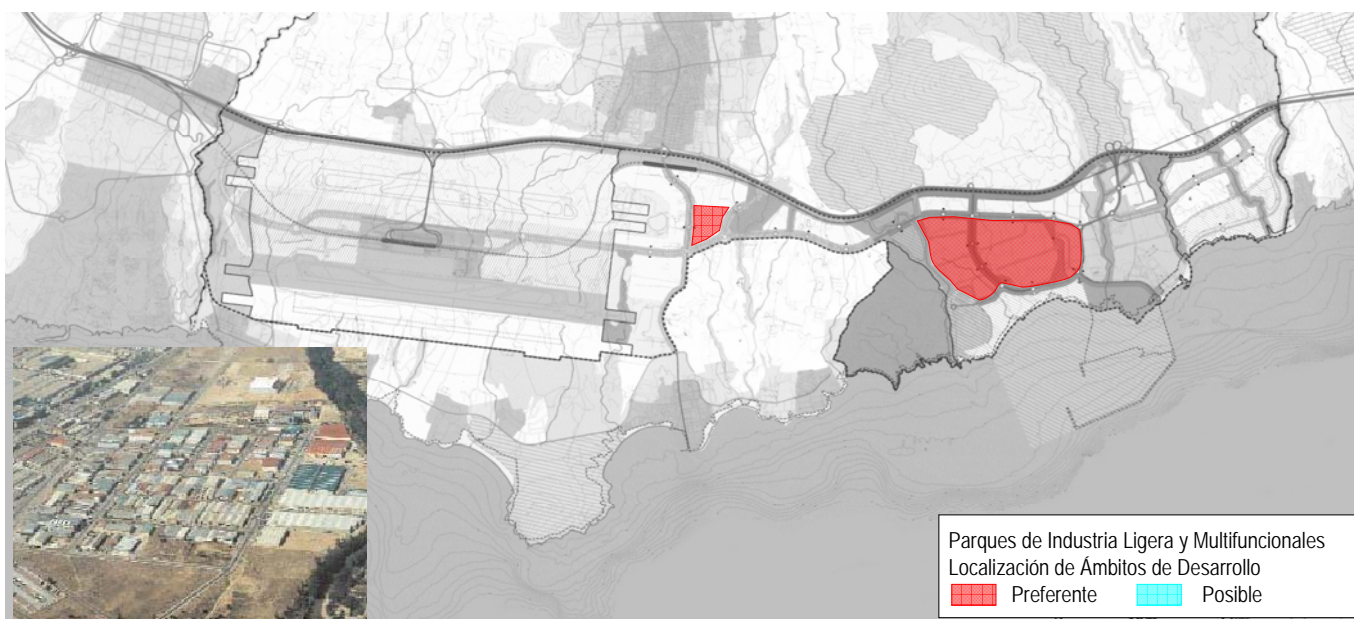 Parques de Industria Ligera y Multifuncionales
Localización de Ámbitos de Desarrollo
Preferente Posible